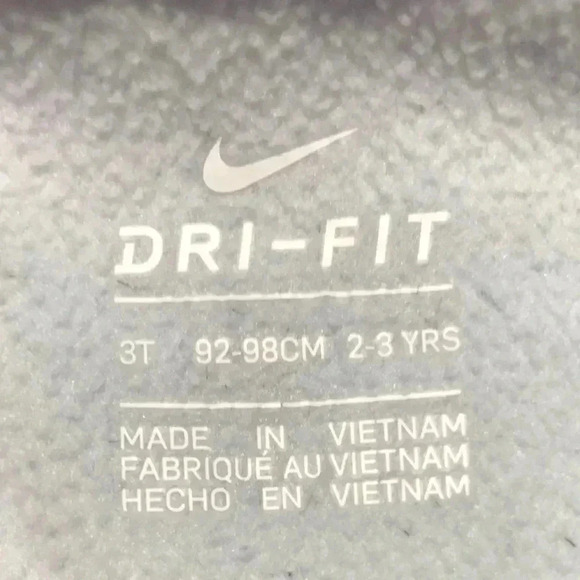 DRI-FIT
3T 92-98CM 2-3 YRS
MADE IN VIETNAM
FABRIQUÉ AU VIETNAM
HECHO EN VIETNAM